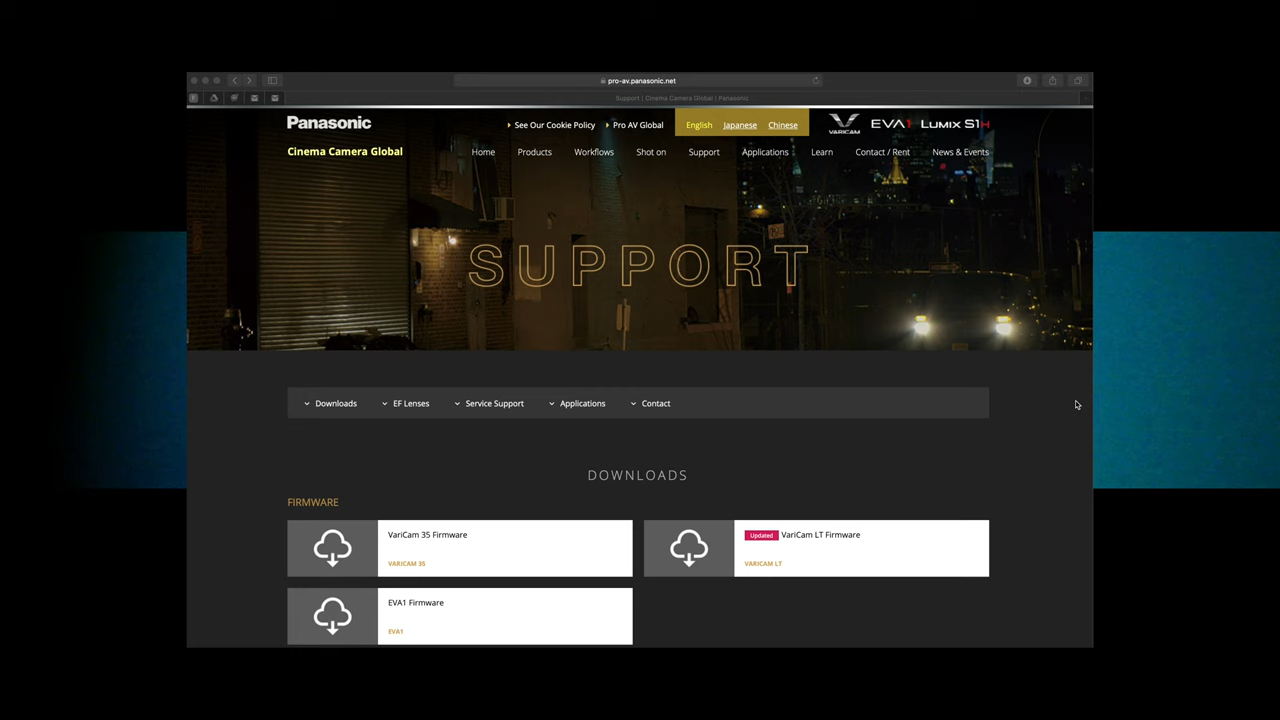 pro-av.panasonic.net
Support | Cinema Camera Global | Panasonic
Panasonic
See Our Cookie Policy
Pro AV Global
English
Japanese
Chinese
VARICAM
EVA1
LUMIX S1H
Cinema Camera Global
Home
Products
Workflows
Shot on
Support
Applications
Learn
Contact / Rent
News & Events
SUPPORT
Downloads
EF Lenses
Service Support
Applications
Contact
DOWNLOADS
FIRMWARE
VariCam 35 Firmware
VARICAM 35
Updated VariCam LT Firmware
VARICAM LT
EVA1 Firmware
EVA1